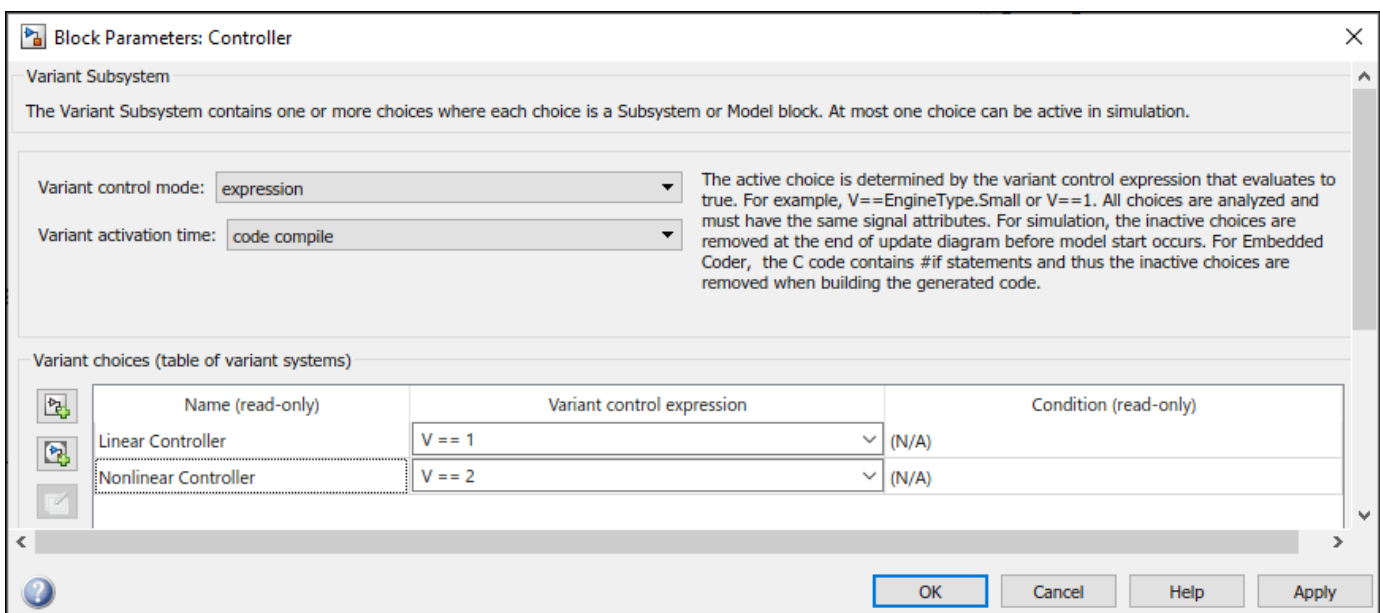 Block Parameters: Controller
Variant Subsystem
The Variant Subsystem contains one or more choices where each choice is a Subsystem or Model block. At most one choice can be active in simulation.
Variant control mode: expression
Variant activation time: code compile
The active choice is determined by the variant control expression that evaluates to
true. For example, V==EngineType.Small or V==1. All choices are analyzed and
must have the same signal attributes. For simulation, the inactive choices are
removed at the end of update diagram before model start occurs. For Embedded
Coder,  the C code contains #if statements and thus the inactive choices are
removed when building the generated code.
Variant choices (table of variant systems)
Name (read-only) Variant control expression Condition (read-only)
Linear Controller V == 1 (N/A)
Nonlinear Controller V == 2 (N/A)
OK Cancel Help Apply